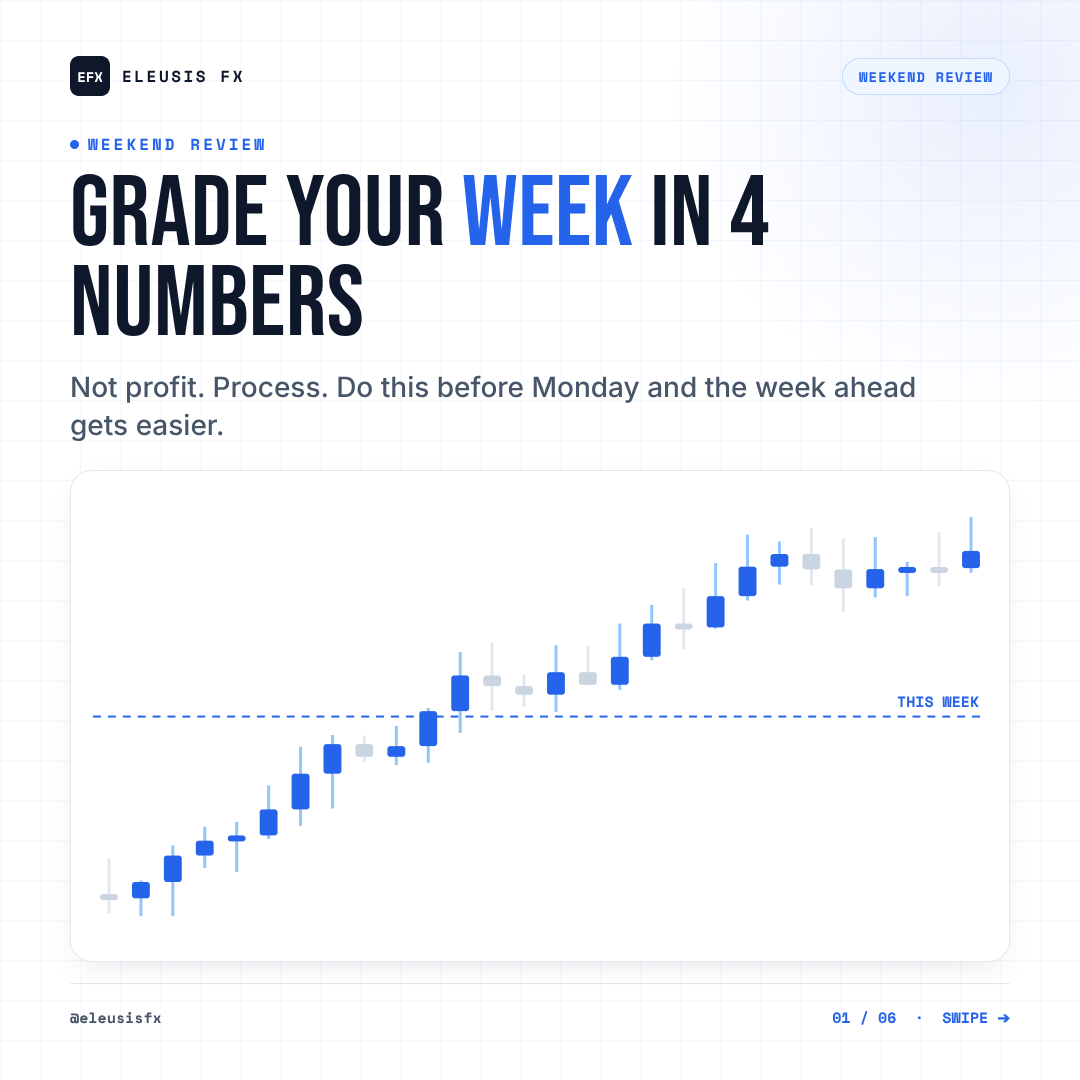 EFX ELEUSIS FX
WEEKEND REVIEW
WEEKEND REVIEW
GRADE YOUR WEEK IN 4
NUMBERS
Not profit. Process. Do this before Monday and the week ahead
gets easier.
THIS WEEK
@eleusisfx
01 / 06 · SWIPE ➔